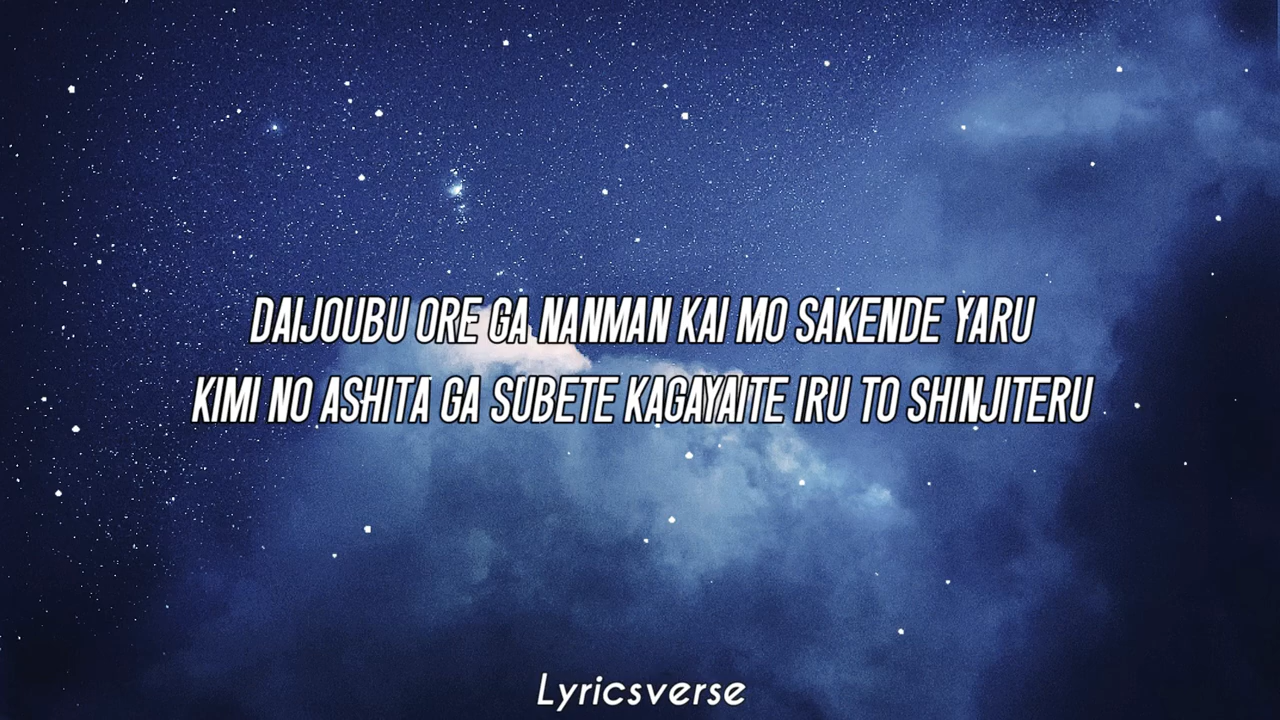 DAIJOUBU ORE GA NANMAN KAI MO SAKENDE YARU
KIMI NO ASHITA GA SUBETE KAGAYAITE IRU TO SHINJITERU
Lyricsverse